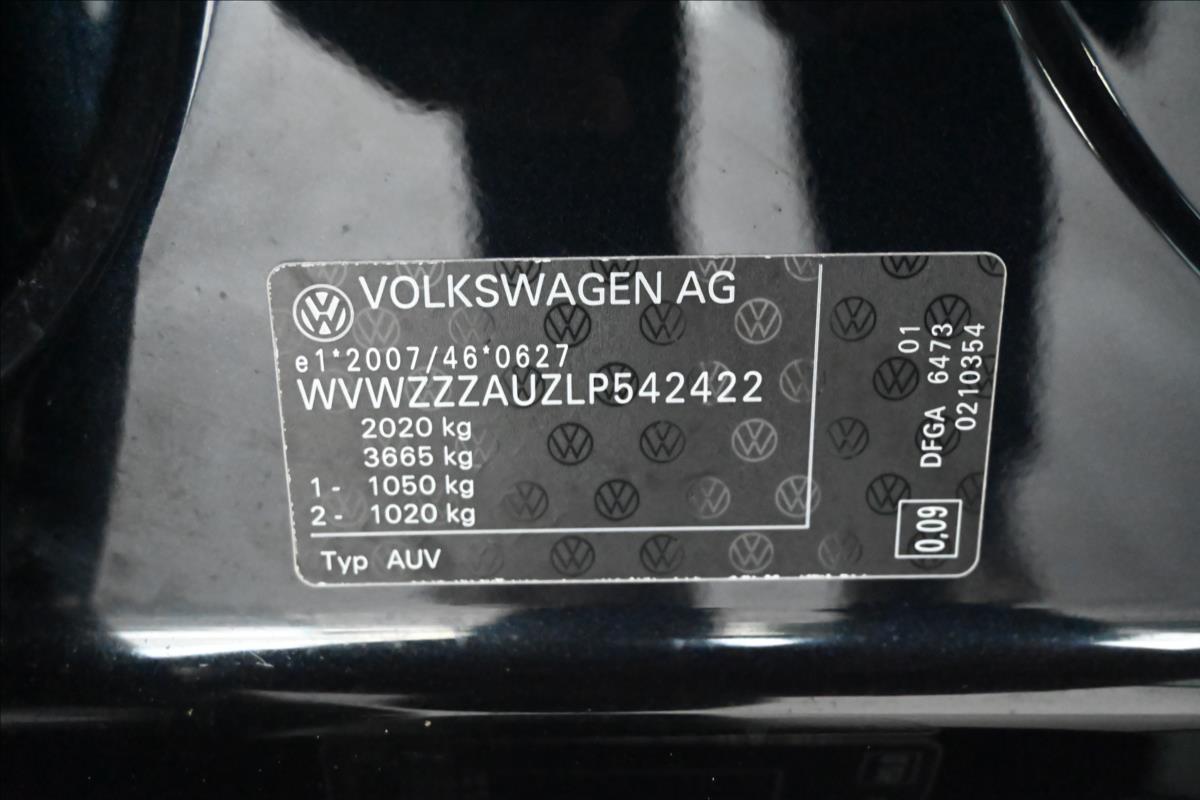 VOLKSWAGEN AG
e1*2007/46*0627
WVWZZZAUZLP542422
2020 kg
3665 kg
1- 1050 kg
2- 1020 kg
Typ AUV
01
DFGA 6473
0210354
0,09